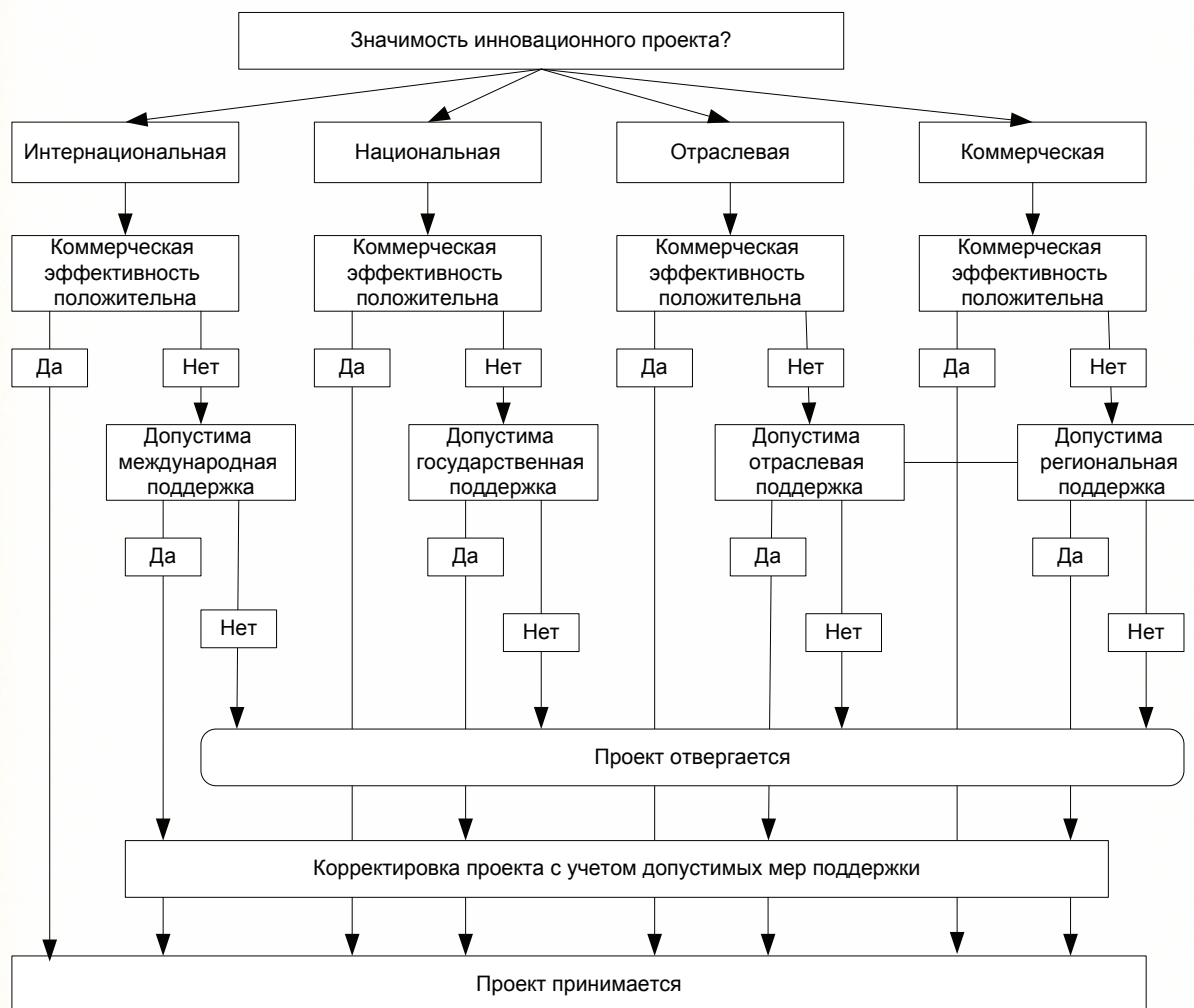 Значимость инновационного проекта?
Интернациональная
Национальная
Отраслевая
Коммерческая
Коммерческая
эффективность
положительна
Коммерческая
эффективность
положительна
Коммерческая
эффективность
положительна
Коммерческая
эффективность
положительна
Да
Нет
Да
Нет
Да
Нет
Да
Нет
Допустима
международная
поддержка
Допустима
государственная
поддержка
Допустима
отраслевая
поддержка
Допустима
региональная
поддержка
Да
Да
Да
Да
Нет
Нет
Нет
Нет
Проект отвергается
Корректировка проекта с учетом допустимых мер поддержки
Проект принимается